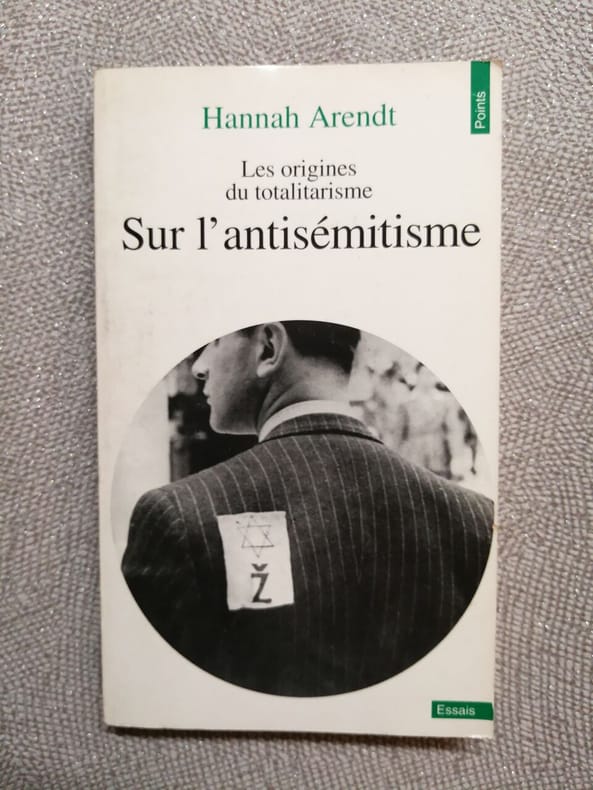 Points
Hannah Arendt
Les origines
du totalitarisme
Sur l'antisémitisme
Ž
Essais